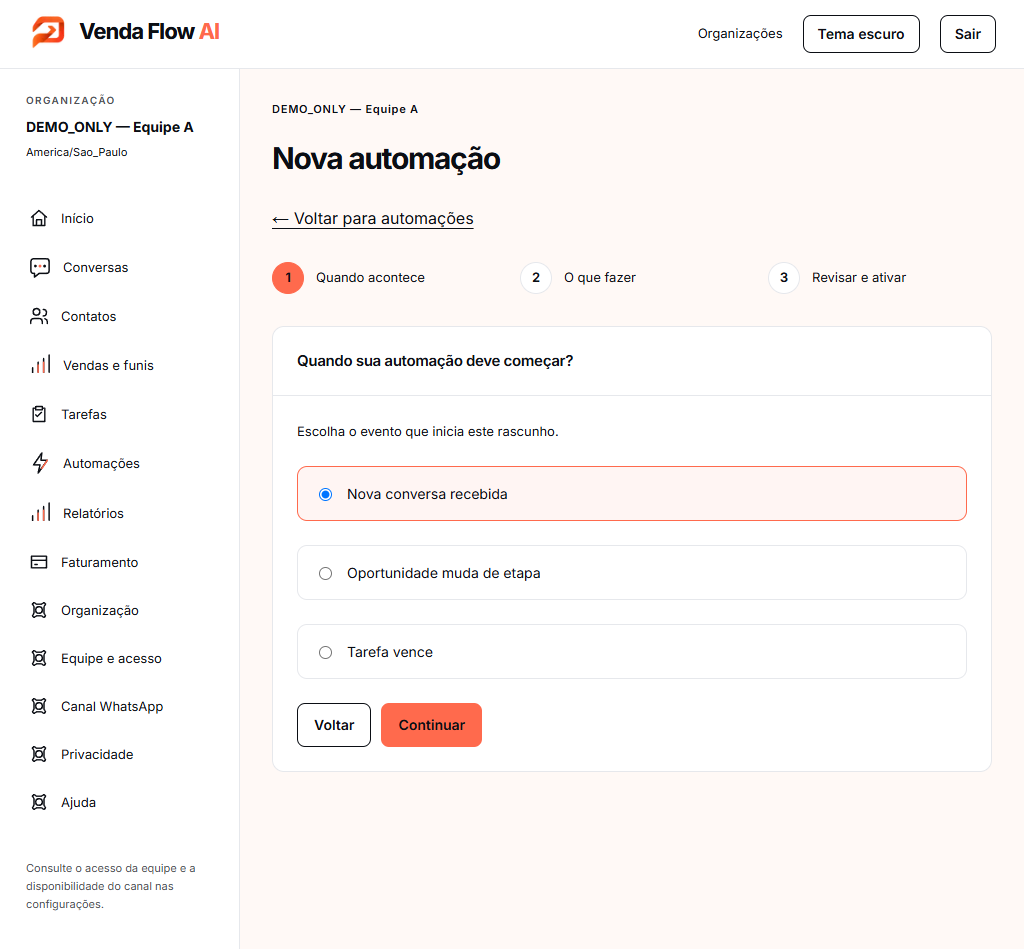 Venda Flow AI
Organizações
Tema escuro
Sair
ORGANIZAÇÃO
DEMO_ONLY — Equipe A
America/Sao_Paulo
Início
Conversas
Contatos
Vendas e funis
Tarefas
Automações
Relatórios
Faturamento
Organização
Equipe e acesso
Canal WhatsApp
Privacidade
Ajuda
Consulte o acesso da equipe e a
disponibilidade do canal nas
configurações.
DEMO_ONLY — Equipe A
Nova automação
← Voltar para automações
1 Quando acontece
2 O que fazer
3 Revisar e ativar
Quando sua automação deve começar?
Escolha o evento que inicia este rascunho.
Nova conversa recebida
Oportunidade muda de etapa
Tarefa vence
Voltar
Continuar